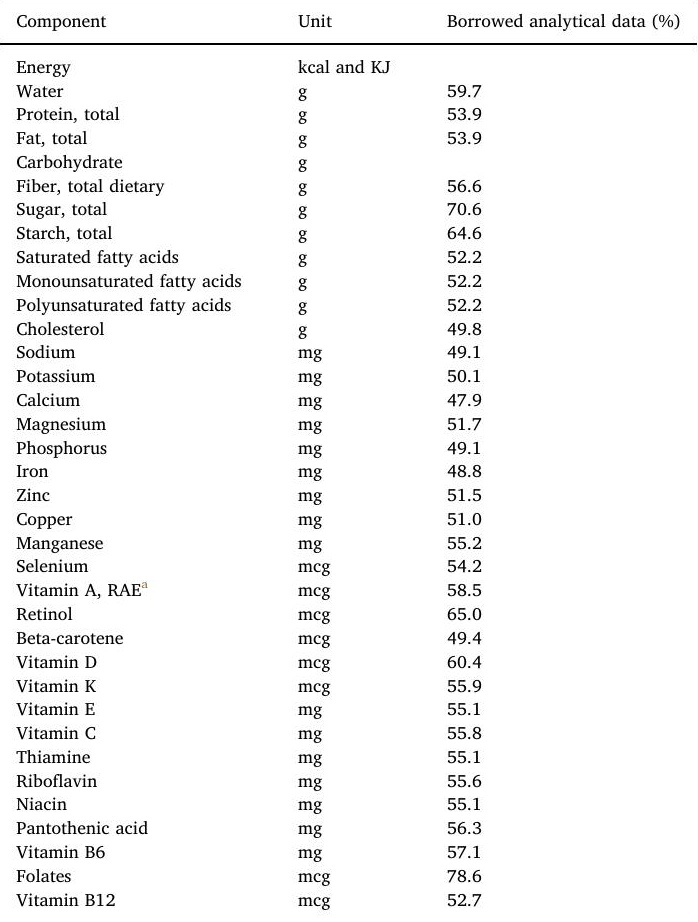 Component Unit Borrowed analytical data (%)
Energy kcal and KJ
Water g 59.7
Protein, total g 53.9
Fat, total g 53.9
Carbohydrate g
Fiber, total dietary g 56.6
Sugar, total g 70.6
Starch, total g 64.6
Saturated fatty acids g 52.2
Monounsaturated fatty acids g 52.2
Polyunsaturated fatty acids g 52.2
Cholesterol g 49.8
Sodium mg 49.1
Potassium mg 50.1
Calcium mg 47.9
Magnesium mg 51.7
Phosphorus mg 49.1
Iron mg 48.8
Zinc mg 51.5
Copper mg 51.0
Manganese mg 55.2
Selenium mcg 54.2
Vitamin A, RAEa mcg 58.5
Retinol mcg 65.0
Beta-carotene mcg 49.4
Vitamin D mcg 60.4
Vitamin K mcg 55.9
Vitamin E mg 55.1
Vitamin C mg 55.8
Thiamine mg 55.1
Riboflavin mg 55.6
Niacin mg 55.1
Pantothenic acid mg 56.3
Vitamin B6 mg 57.1
Folates mcg 78.6
Vitamin B12 mcg 52.7